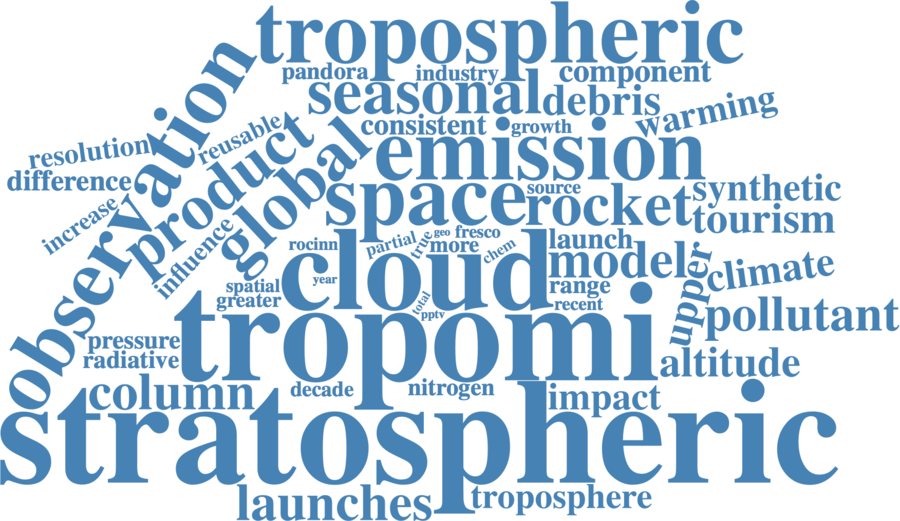 tropospheric
pandora
industry
component
seasonal
debris
warming
observation
reusable
product
consistent
growth
resolution
difference
global
emission
increase
influence
space
source
rocket
synthetic
tourism
rocinn
partial
true
geo
fresco
more
chem
launch
cloud
model
upper
climate
year
spatial
greater
range
recent
total
pptv
pollutant
tropomi
pressure
radiative
altitude
column
decade
nitrogen
impact
stratospheric
launches
troposphere